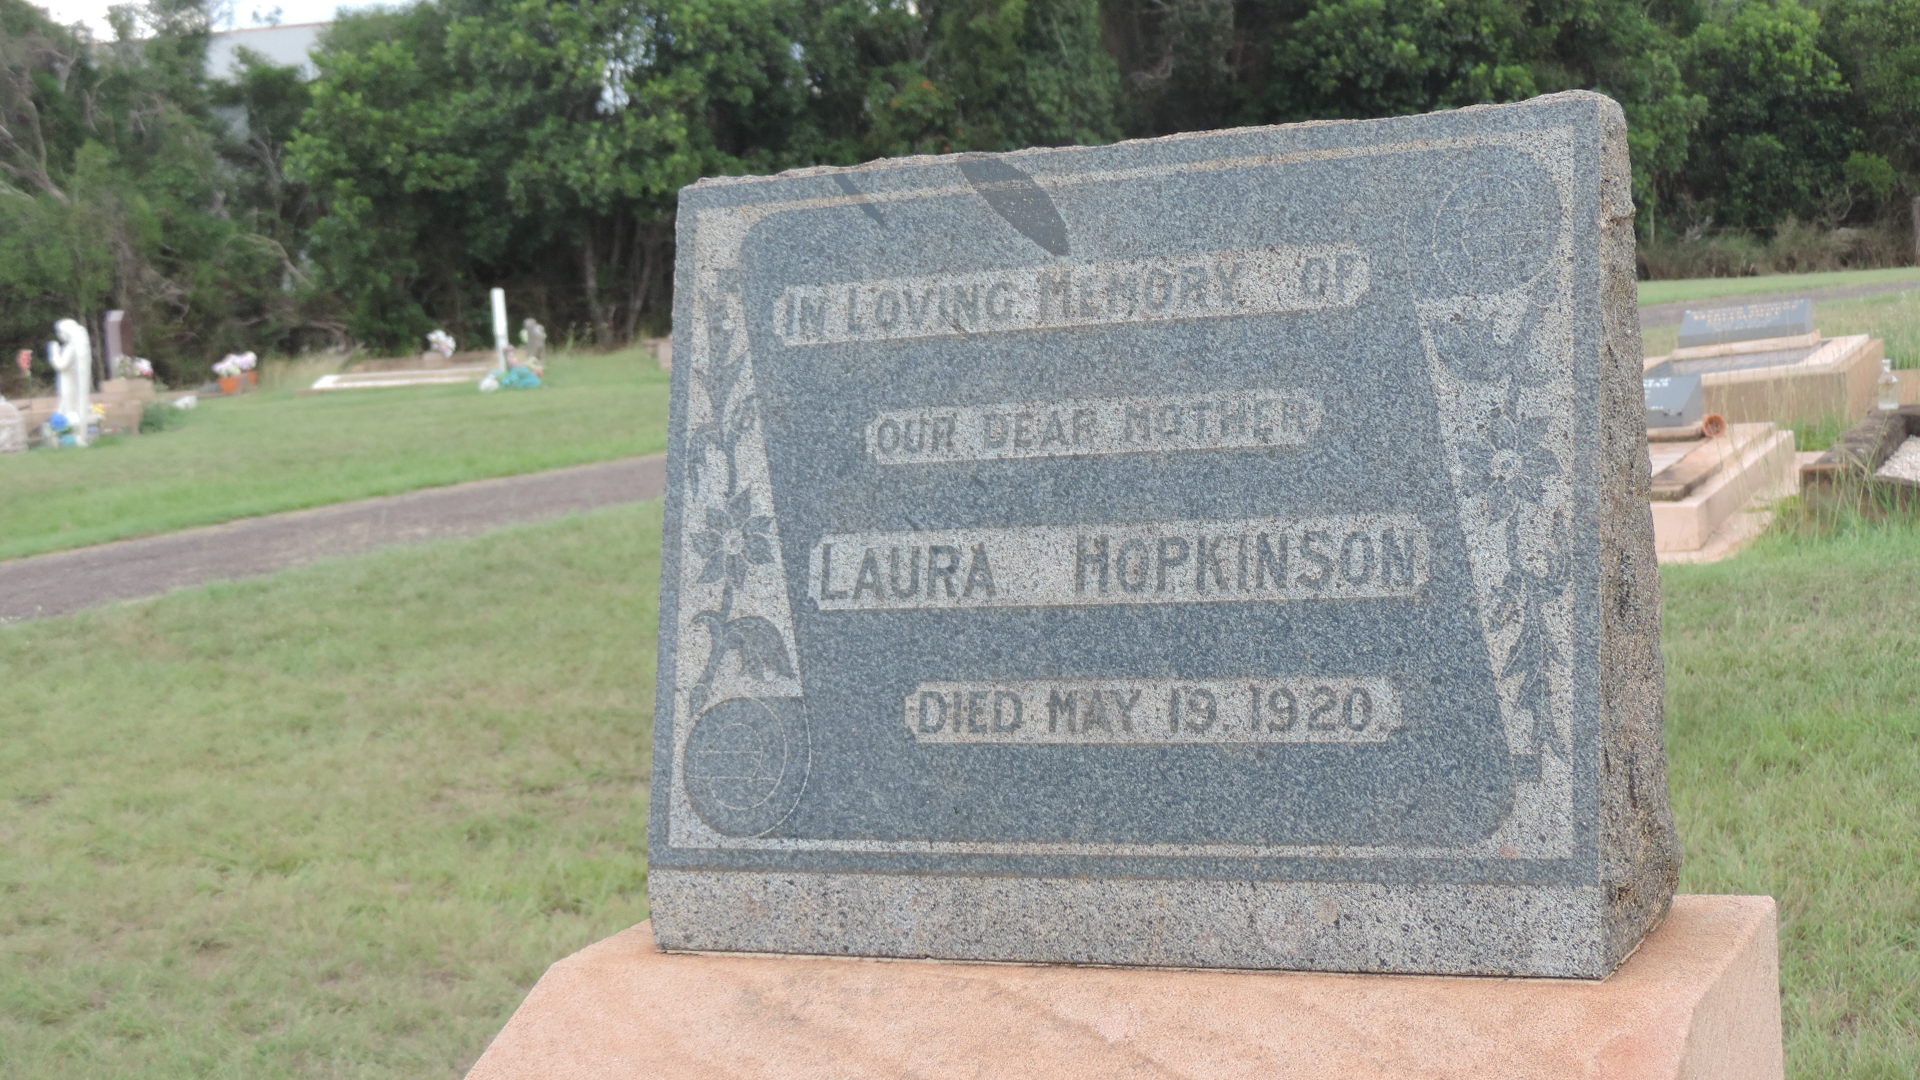 IN LOVING MEMORY OF
OUR DEAR MOTHER
LAURA HOPKINSON
DIED MAY 19. 1920.